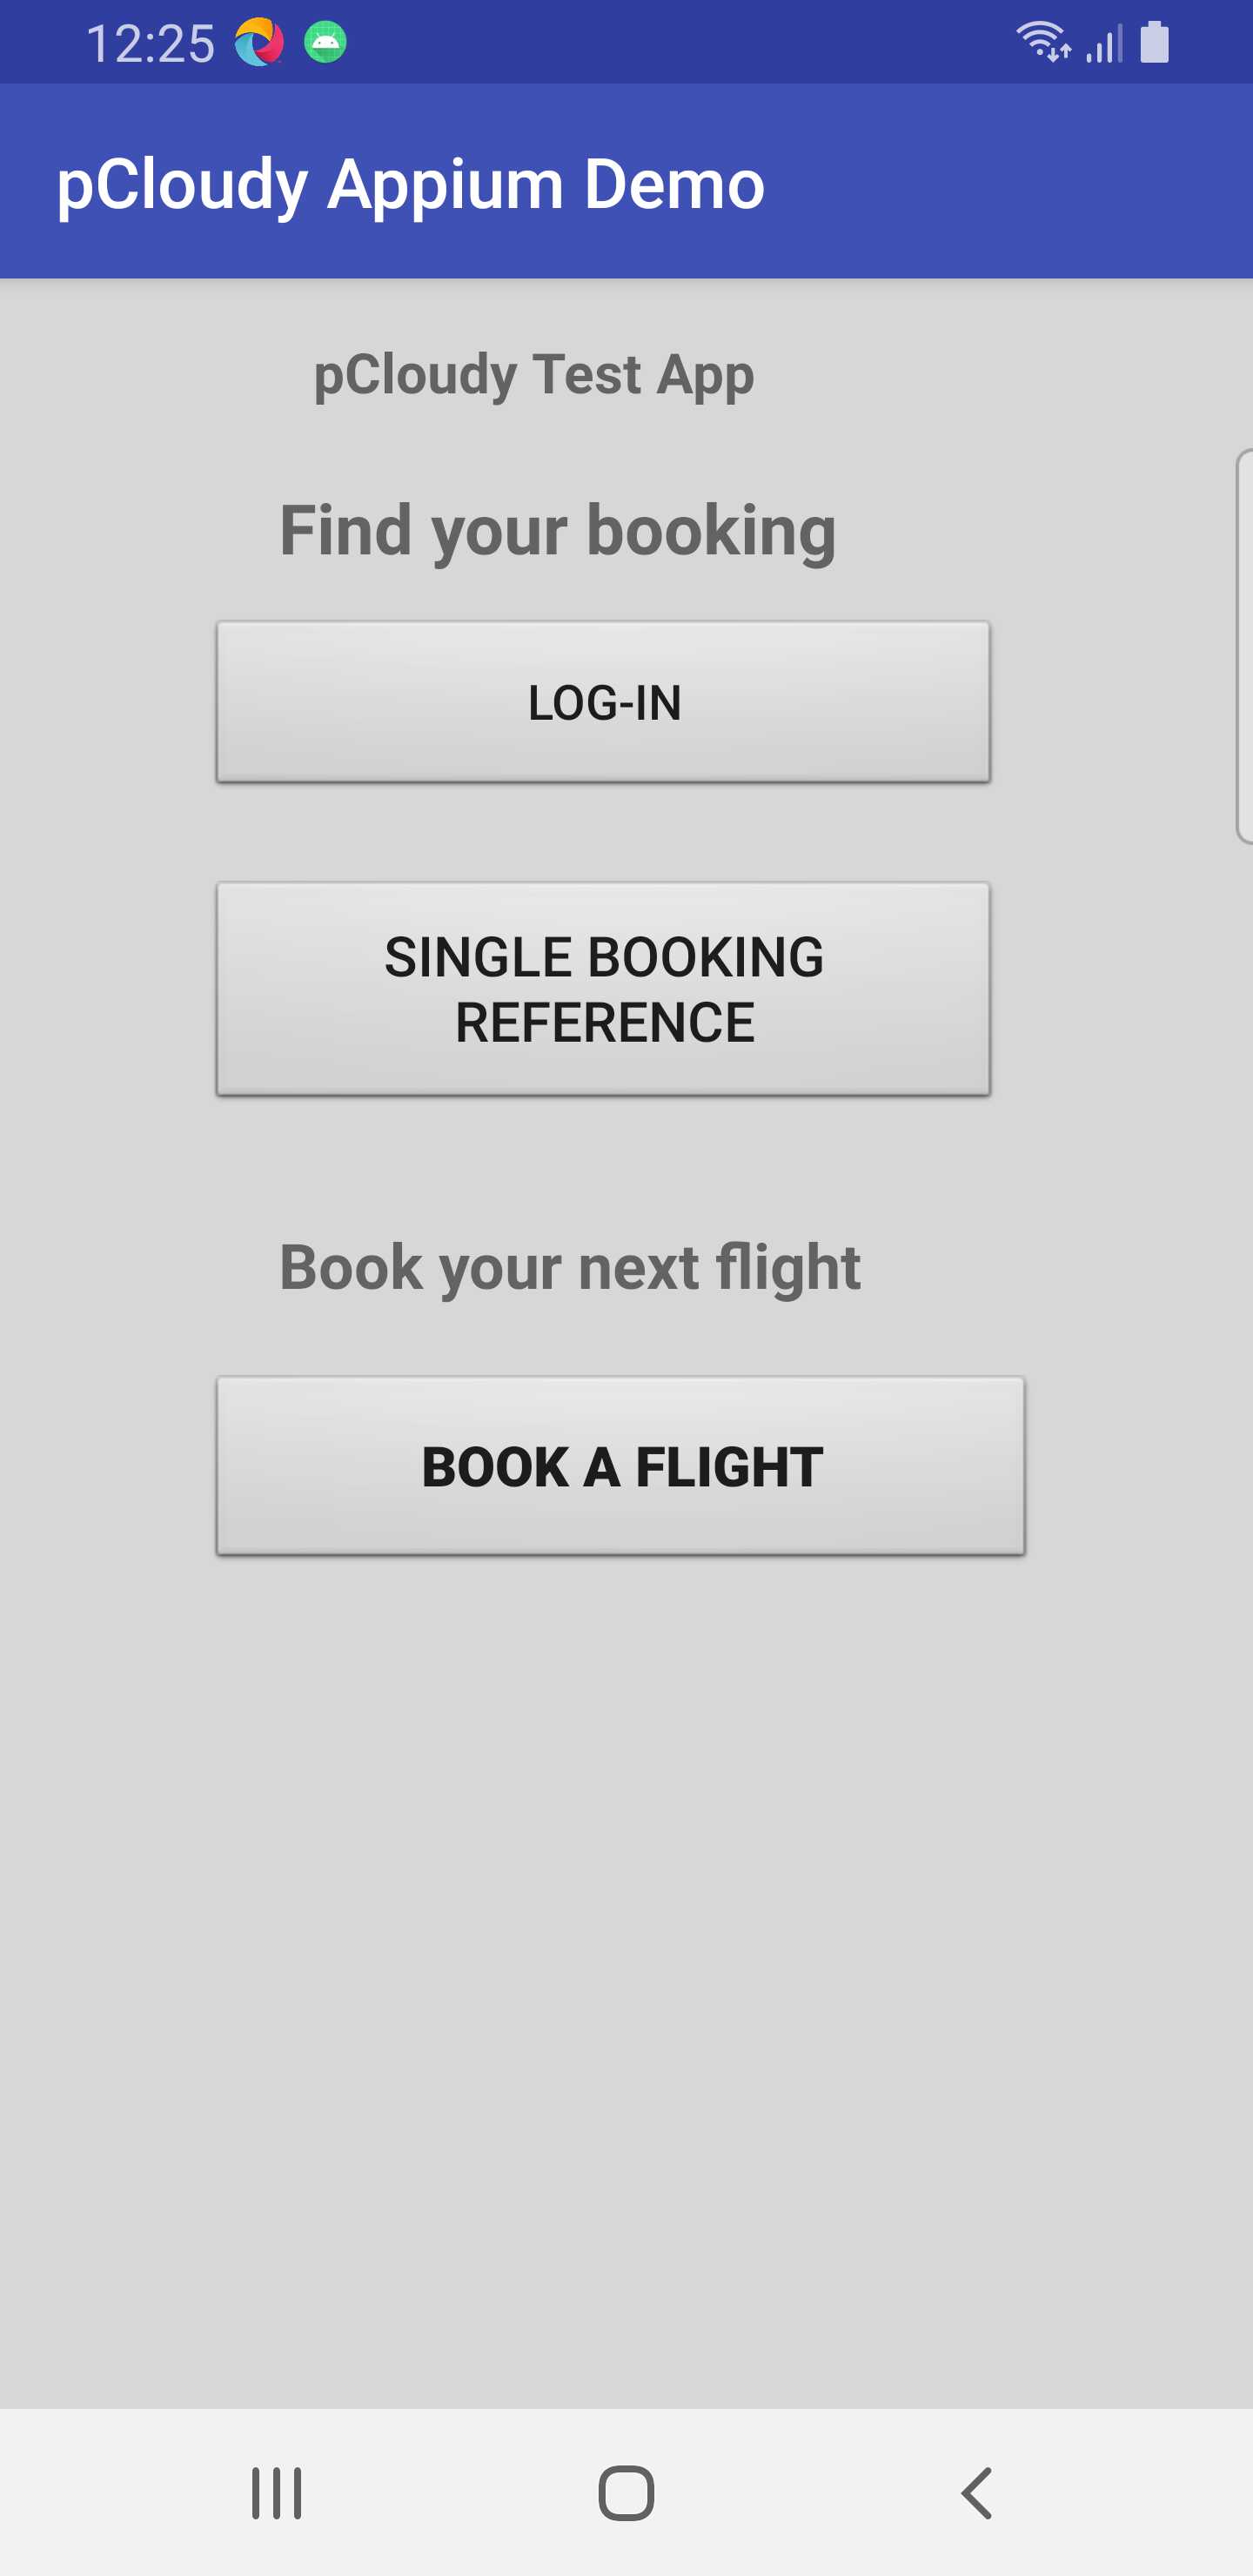 12:25
pCloudy Appium Demo
pCloudy Test App
Find your booking
LOG-IN
SINGLE BOOKING
REFERENCE
Book your next flight
BOOK A FLIGHT